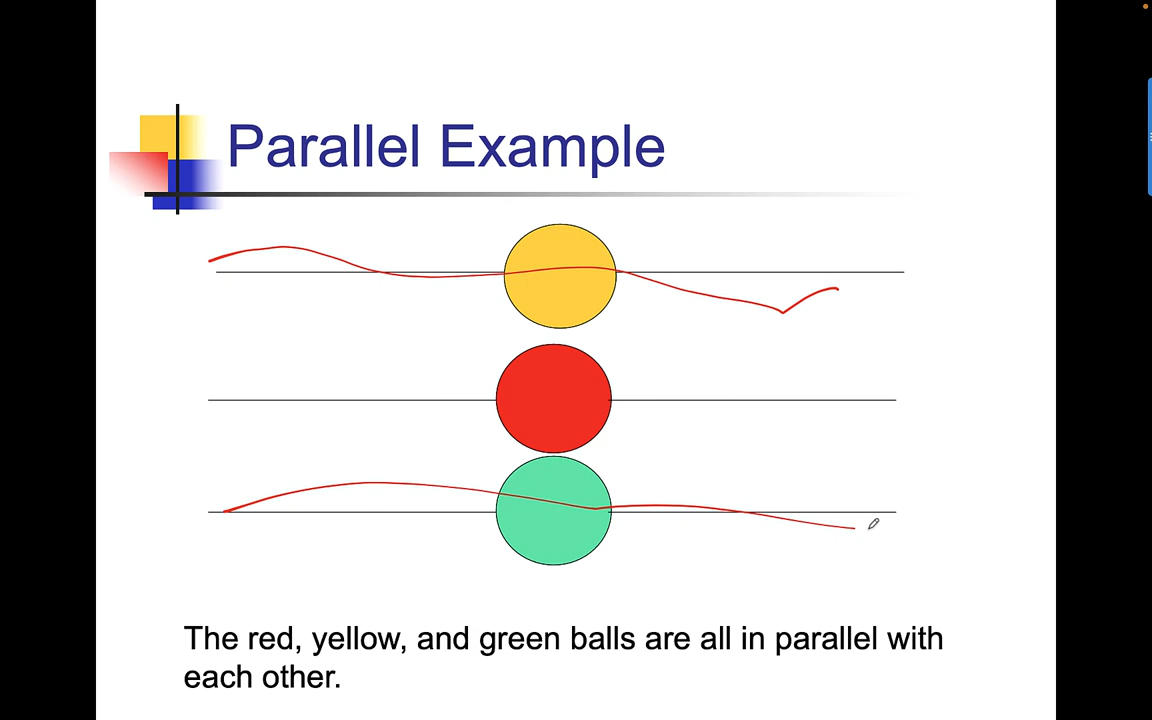 Parallel Example
The red, yellow, and green balls are all in parallel with
each other.